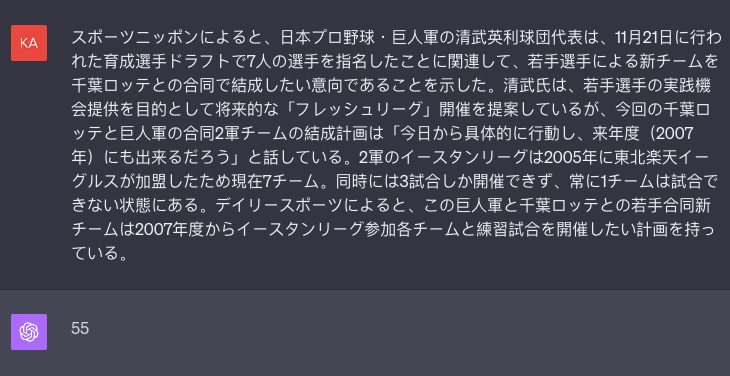 KA
スポーツニッポンによると、日本プロ野球・巨人軍の清武英利球団代表は、11月21日に行わ
れた育成選手ドラフトで7人の選手を指名したことに関連して、若手選手による新チームを
千葉ロッテとの合同で結成したい意向であることを示した。清武氏は、若手選手の実践機
会提供を目的として将来的な「フレッシュリーグ」開催を提案しているが、今回の千葉ロ
ッテと巨人軍の合同2軍チームの結成計画は「今日から具体的に行動し、来年度（2007
年）にも出来るだろう」と話している。2軍のイースタンリーグは2005年に東北楽天イー
グルスが加盟したため現在7チーム。同時には3試合しか開催できず、常に1チームは試合で
きない状態にある。デイリースポーツによると、この巨人軍と千葉ロッテとの若手合同新
チームは2007年度からイースタンリーグ参加各チームと練習試合を開催したい計画を持っ
ている。
55